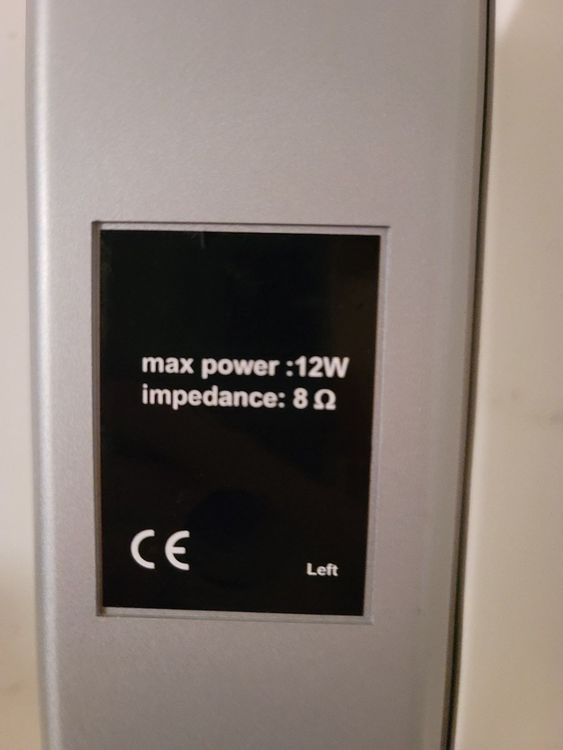 max power :12W
impedance: 8 Ω
CE
Left